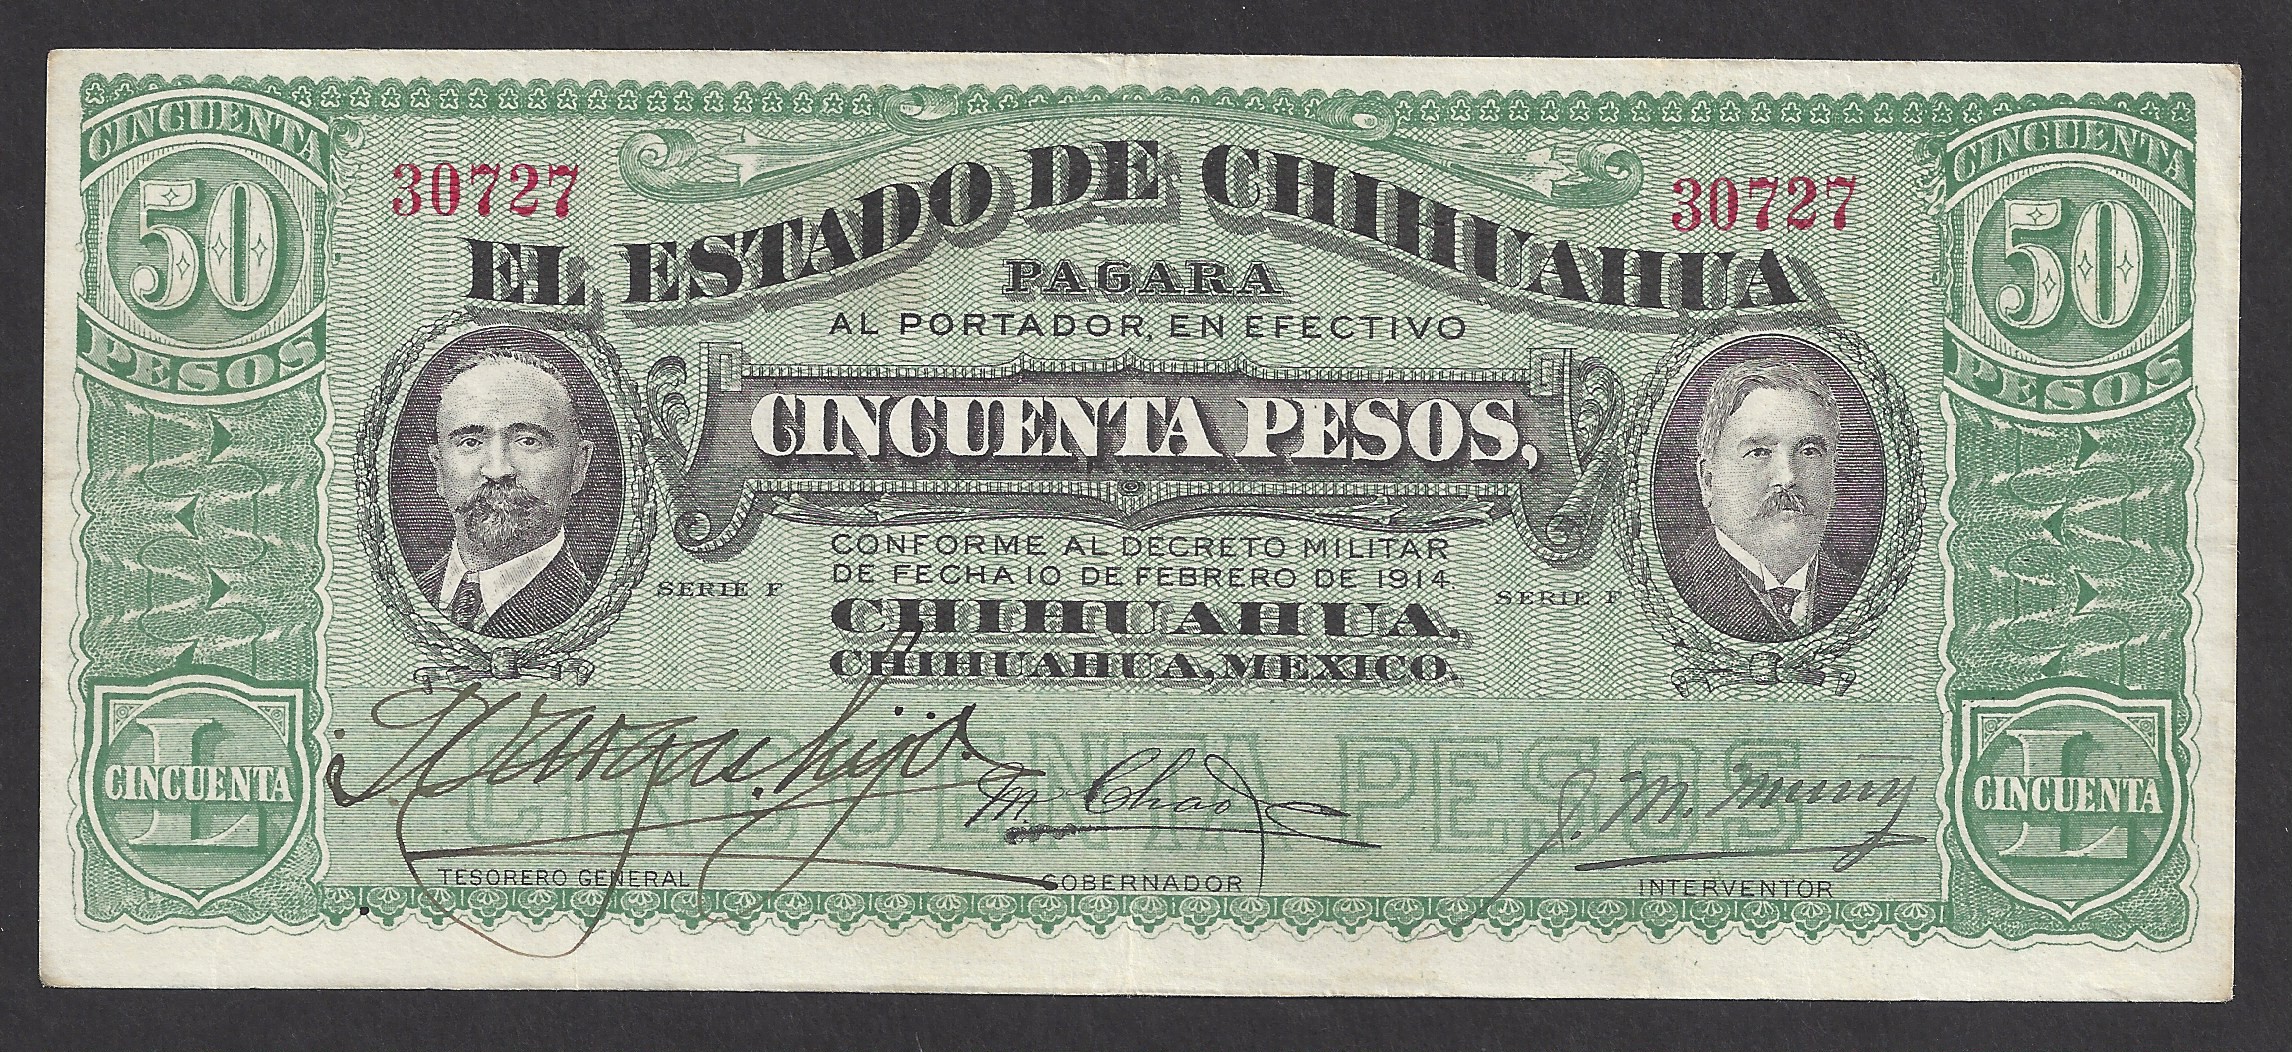 CINCUENTA
50
PESOS
30727
EL ESTADO DE CHIHUAHUA
30727
CINCUENTA
50
PESOS
PAGARA
AL PORTADOR, EN EFECTIVO
CINCUENTA PESOS,
CONFORME AL DECRETO MILITAR
DE FECHA 10 DE FEBRERO DE 1914.
SERIE F
SERIE F
CHIHUAHUA,
CHIHUAHUA, MEXICO.
CINCUENTA PESOS
L
CINCUENTA
M. Chao
TESORERO GENERAL
GOBERNADOR
INTERVENTOR
L
CINCUENTA